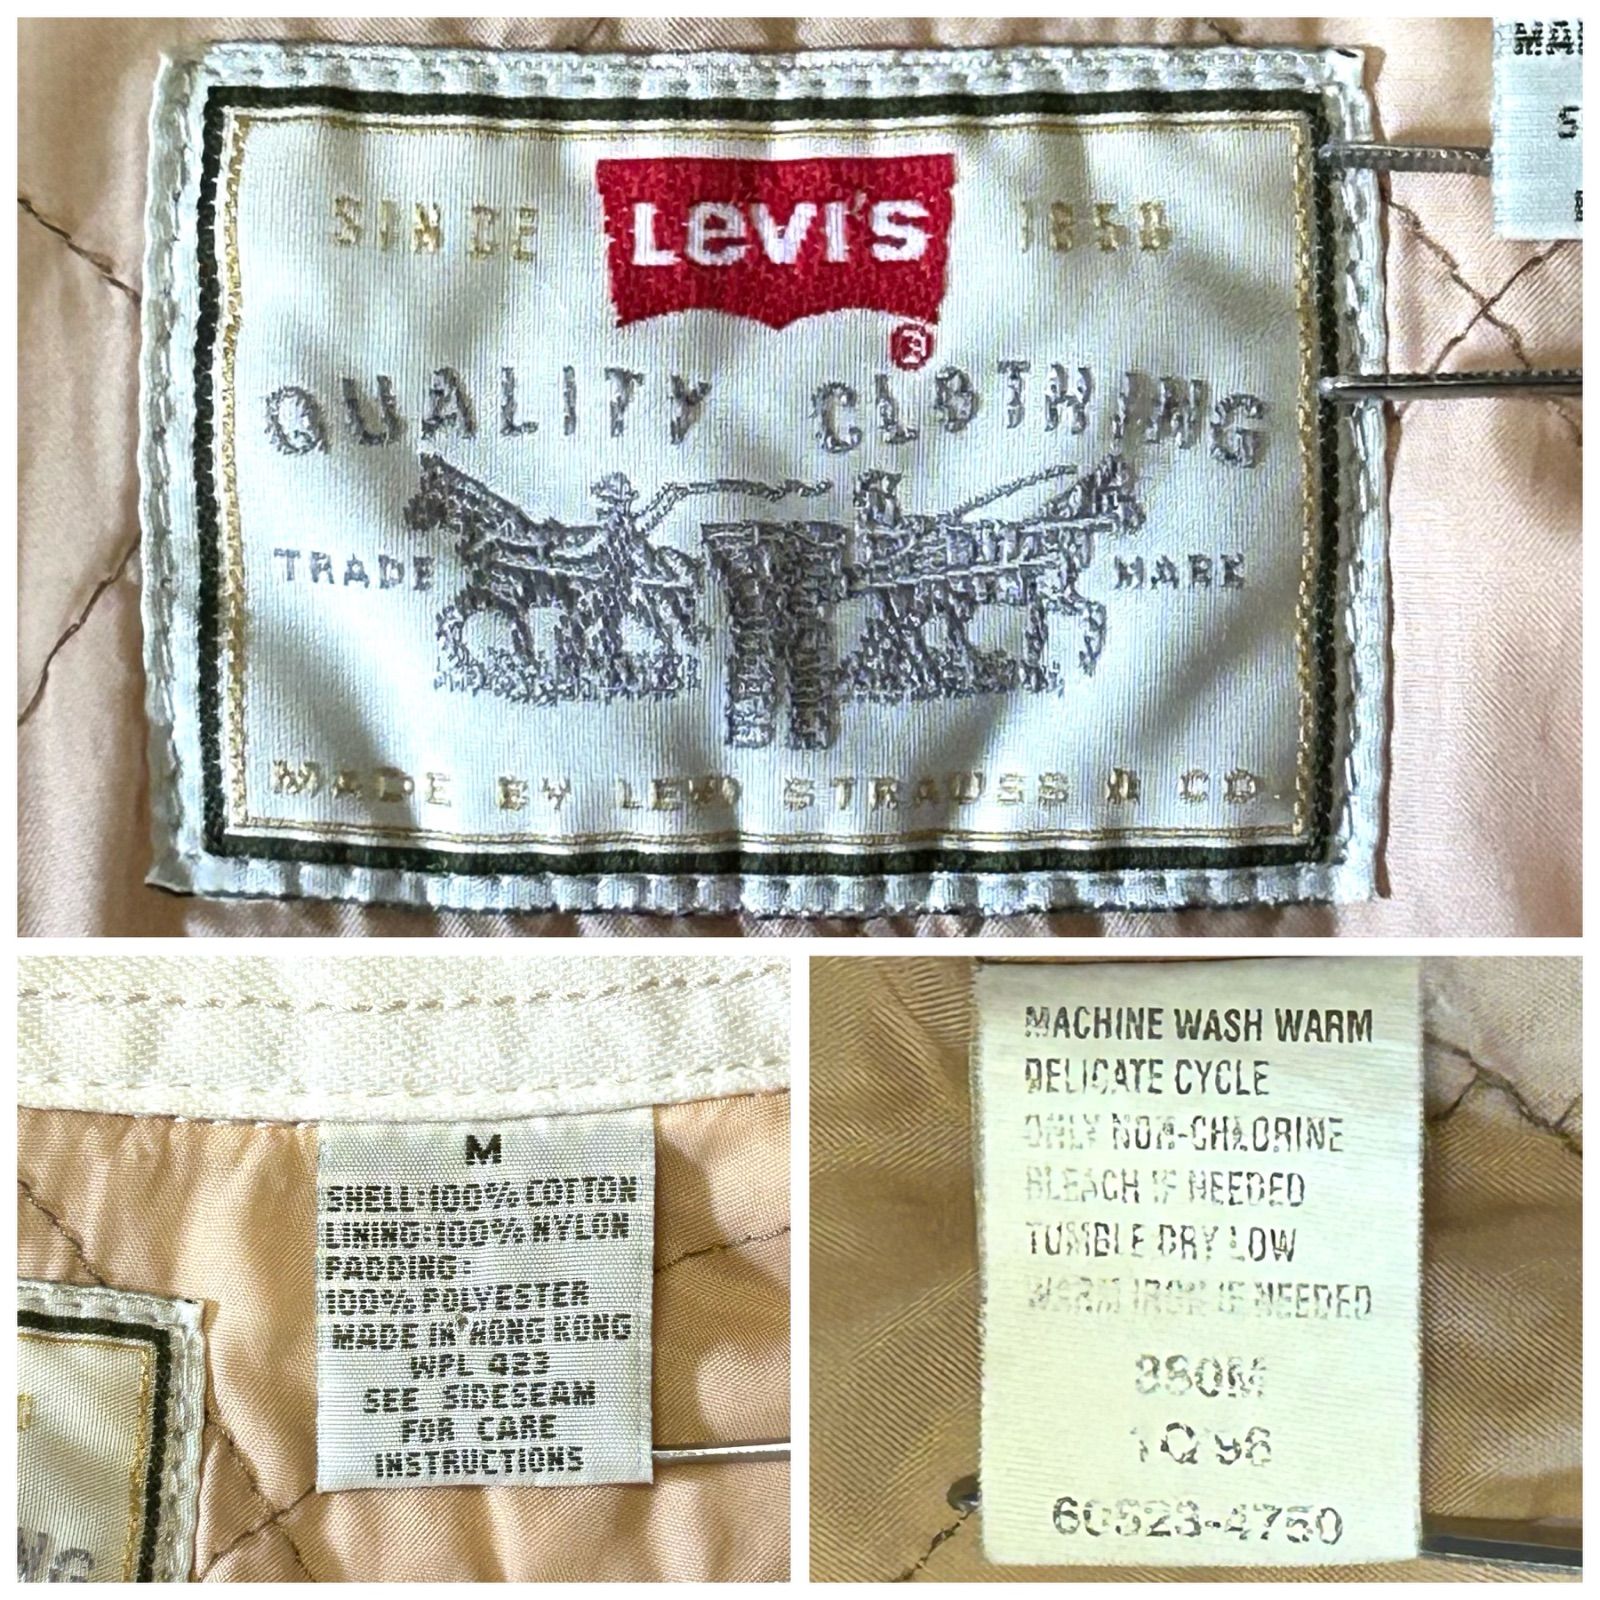 SINCE Levi's 1850
®
QUALITY CLOTHING
TRADE MARK
MADE BY LEVI STRAUSS & CO.
M
SHELL:100% COTTON
LINING:100% NYLON
PADDING:
100% POLYESTER
MADE IN HONG KONG
WPL 423
SEE SIDESEAM
FOR CARE
INSTRUCTIONS
MACHINE WASH WARM
DELICATE CYCLE
ONLY NON-CHLORINE
BLEACH IF NEEDED
TUMBLE DRY LOW
WARM IRON IF NEEDED
880M
1Q 96
60523-4750